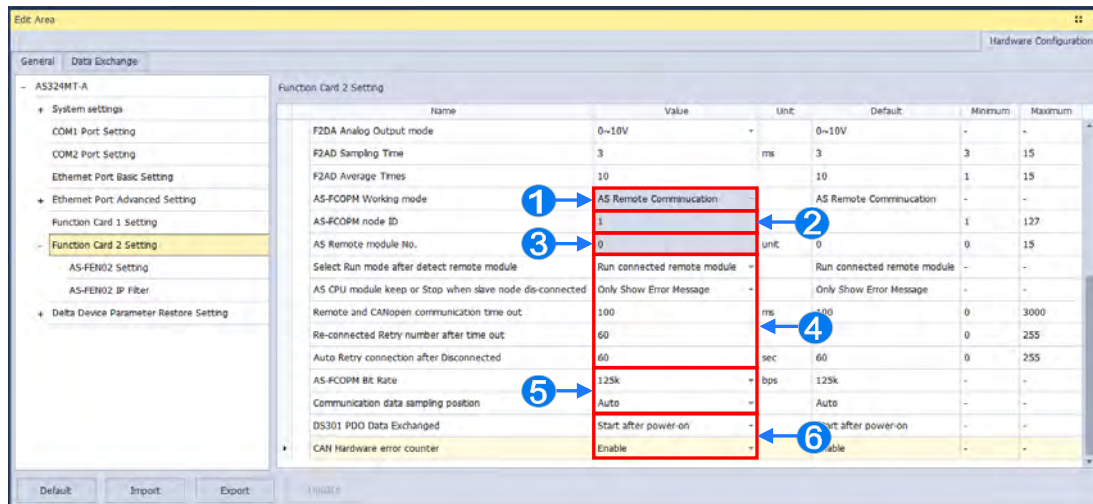 Edit Area
Hardware Configuration
General Data Exchange
- AS324MT-A
+ System settings
COM1 Port Setting
COM2 Port Setting
Ethernet Port Basic Setting
+ Ethernet Port Advanced Setting
Function Card 1 Setting
- Function Card 2 Setting
AS-FEN02 Setting
AS-FEN02 IP Filter
+ Delta Device Parameter Restore Setting
Function Card 2 Setting
Name Value Unit Default Minimum Maximum
F2DA Analog Output mode 0~10V 0~10V - -
F2AD Sampling Time 3 ms 3 3 15
F2AD Average Times 10 10 1 15
AS-FCOPM Working mode 1 AS Remote Comminucation AS Remote Comminucation - -
AS-FCOPM node ID 1 2 1 127
AS Remote module No. 3 0 unit 0 0 15
Select Run mode after detect remote module Run connected remote module Run connected remote module - -
AS CPU module keep or Stop when slave node dis-connected Only Show Error Message Only Show Error Message - -
Remote and CANopen communication time out 100 ms 100 0 3000
4
Re-connected Retry number after time out 60 60 0 255
Auto Retry connection after Disconnected 60 sec 60 0 255
5
AS-FCOPM Bit Rate 125k bps 125k - -
Communication data sampling position Auto Auto - -
DS301 PDO Data Exchanged Start after power-on after power-on - -
6
CAN Hardware error counter Enable - -
Default Import Export Update